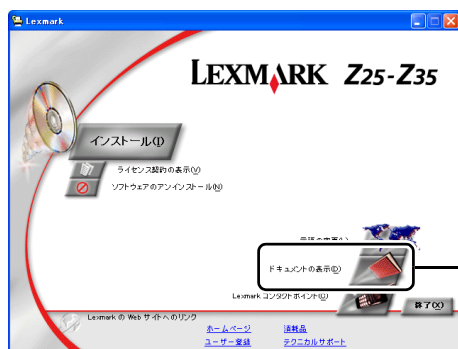 Lexmark
LEXMARK Z25-Z35
インストール(I)
ライセンス契約の表示(V)
ソフトウェアのアンインストール(N)
ドキュメントの表示(D)
Lexmark コンタクトポイント(C)
終了(X)
Lexmark の Web サイトへのリンク
ホームページ 消耗品
ユーザー登録 テクニカルサポート